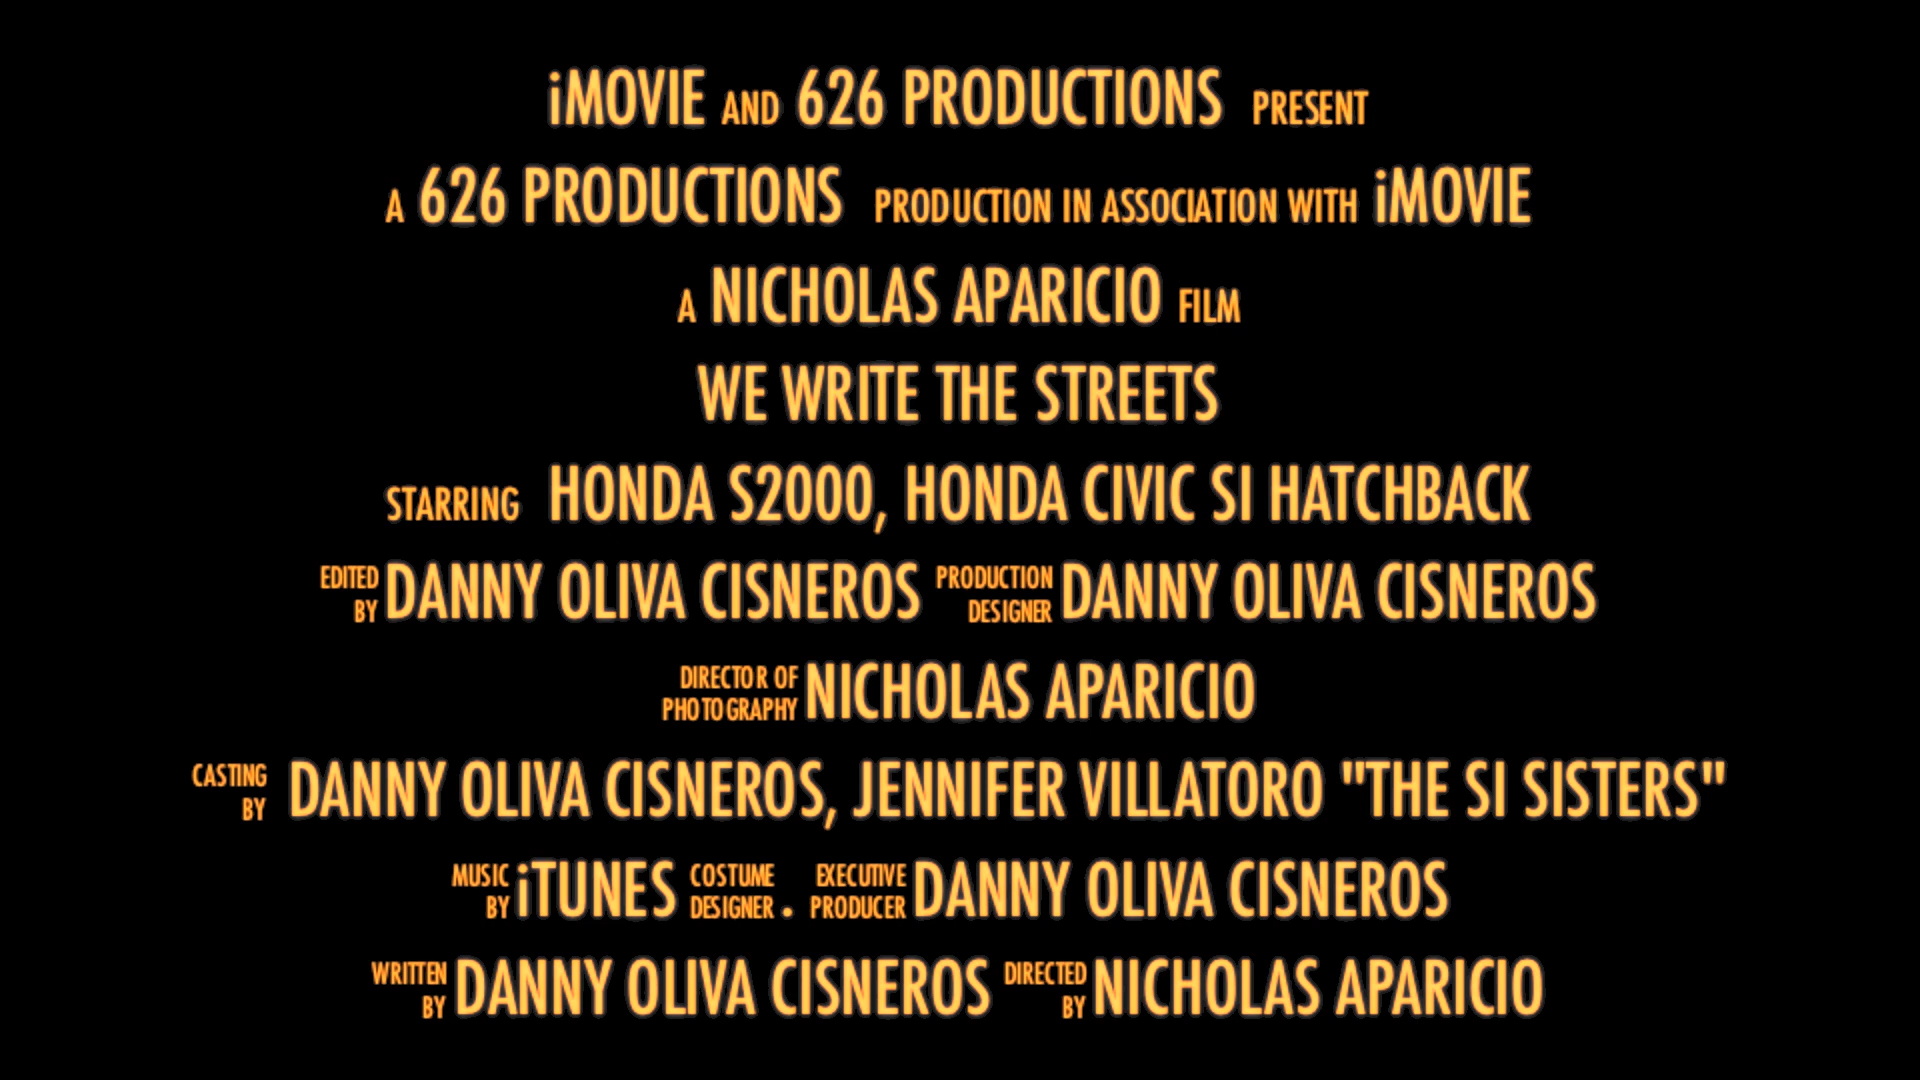 iMOVIE AND 626 PRODUCTIONS PRESENT
A 626 PRODUCTIONS PRODUCTION IN ASSOCIATION WITH iMOVIE
A NICHOLAS APARICIO FILM
WE WRITE THE STREETS
STARRING HONDA S2000, HONDA CIVIC SI HATCHBACK
EDITED BY DANNY OLIVA CISNEROS PRODUCTION DESIGNER DANNY OLIVA CISNEROS
DIRECTOR OF PHOTOGRAPHY NICHOLAS APARICIO
CASTING BY DANNY OLIVA CISNEROS, JENNIFER VILLATORO "THE SI SISTERS"
MUSIC BY iTUNES COSTUME DESIGNER . EXECUTIVE PRODUCER DANNY OLIVA CISNEROS
WRITTEN BY DANNY OLIVA CISNEROS DIRECTED BY NICHOLAS APARICIO